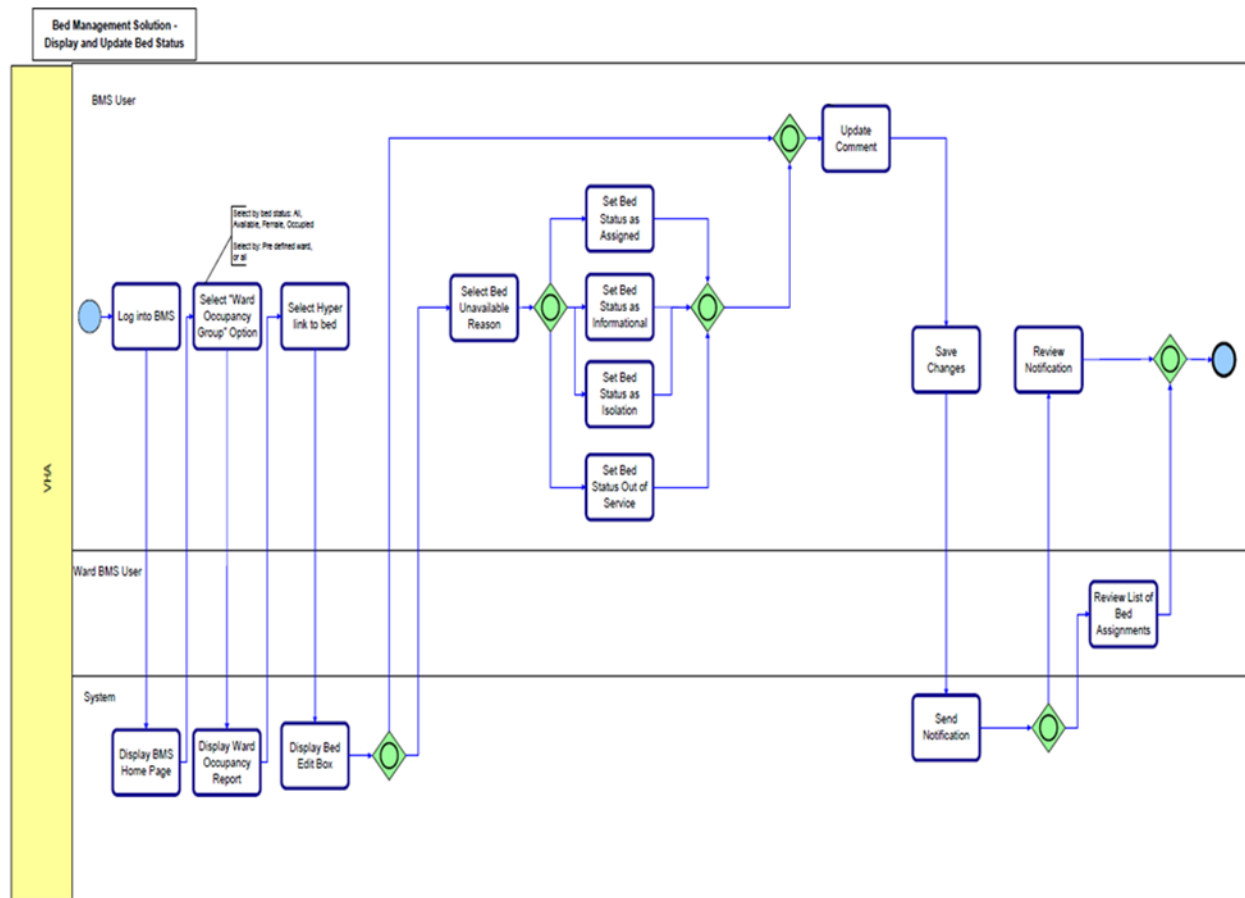 Bed Management Solution -
Display and Update Bed Status
VHA
BMS User
Select by bed status: All,
Available, Female, Occupied
Select by: Pre defined ward,
or all
Log into BMS
Select "Ward
Occupancy
Group" Option
Select Hyper
link to bed
Select Bed
Unavailable
Reason
Set Bed
Status as
Assigned
Set Bed
Status as
Informational
Set Bed
Status as
Isolation
Set Bed
Status Out of
Service
Update
Comment
Save
Changes
Review
Notification
Ward BMS User
Review List of
Bed
Assignments
System
Display BMS
Home Page
Display Ward
Occupancy
Report
Display Bed
Edit Box
Send
Notification